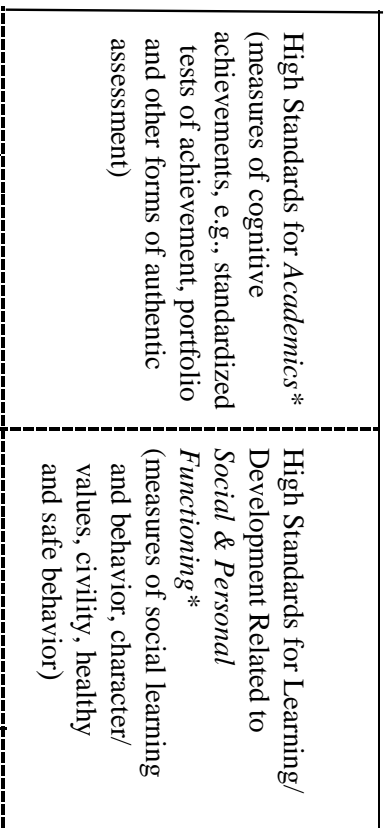 High Standards for Academics*
(measures of cognitive
achievements, e.g., standardized
tests of achievement, portfolio
and other forms of authentic
assessment)
High Standards for Learning/
Development Related to
Social & Personal
Functioning*
(measures of social learning
and behavior, character/
values, civility, healthy
and safe behavior)